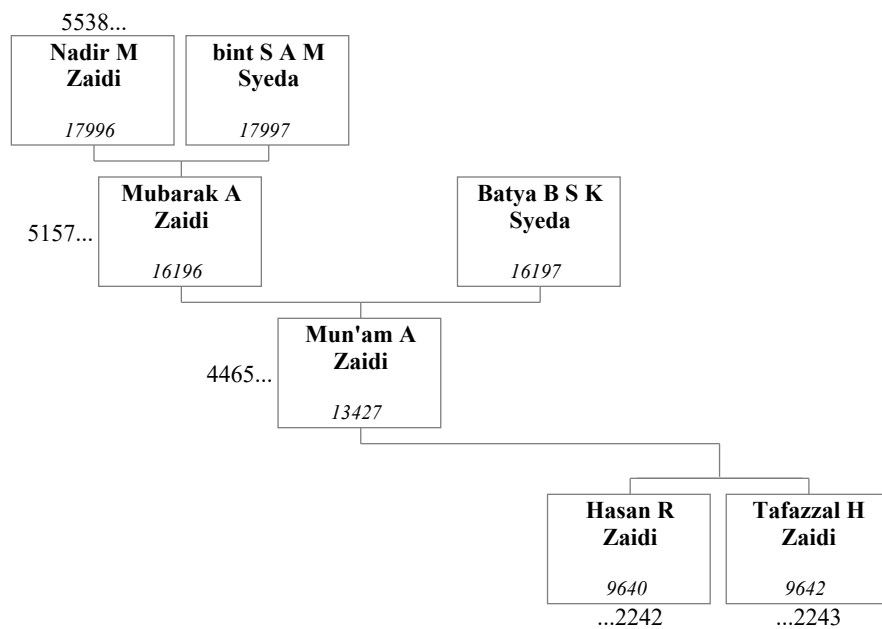 5538...
Nadir M
Zaidi
17996
bint S A M
Syeda
17997
5157...
Mubarak A
Zaidi
16196
Batya B S K
Syeda
16197
4465...
Mun'am A
Zaidi
13427
Hasan R
Zaidi
9640
...2242
Tafazzal H
Zaidi
9642
...2243